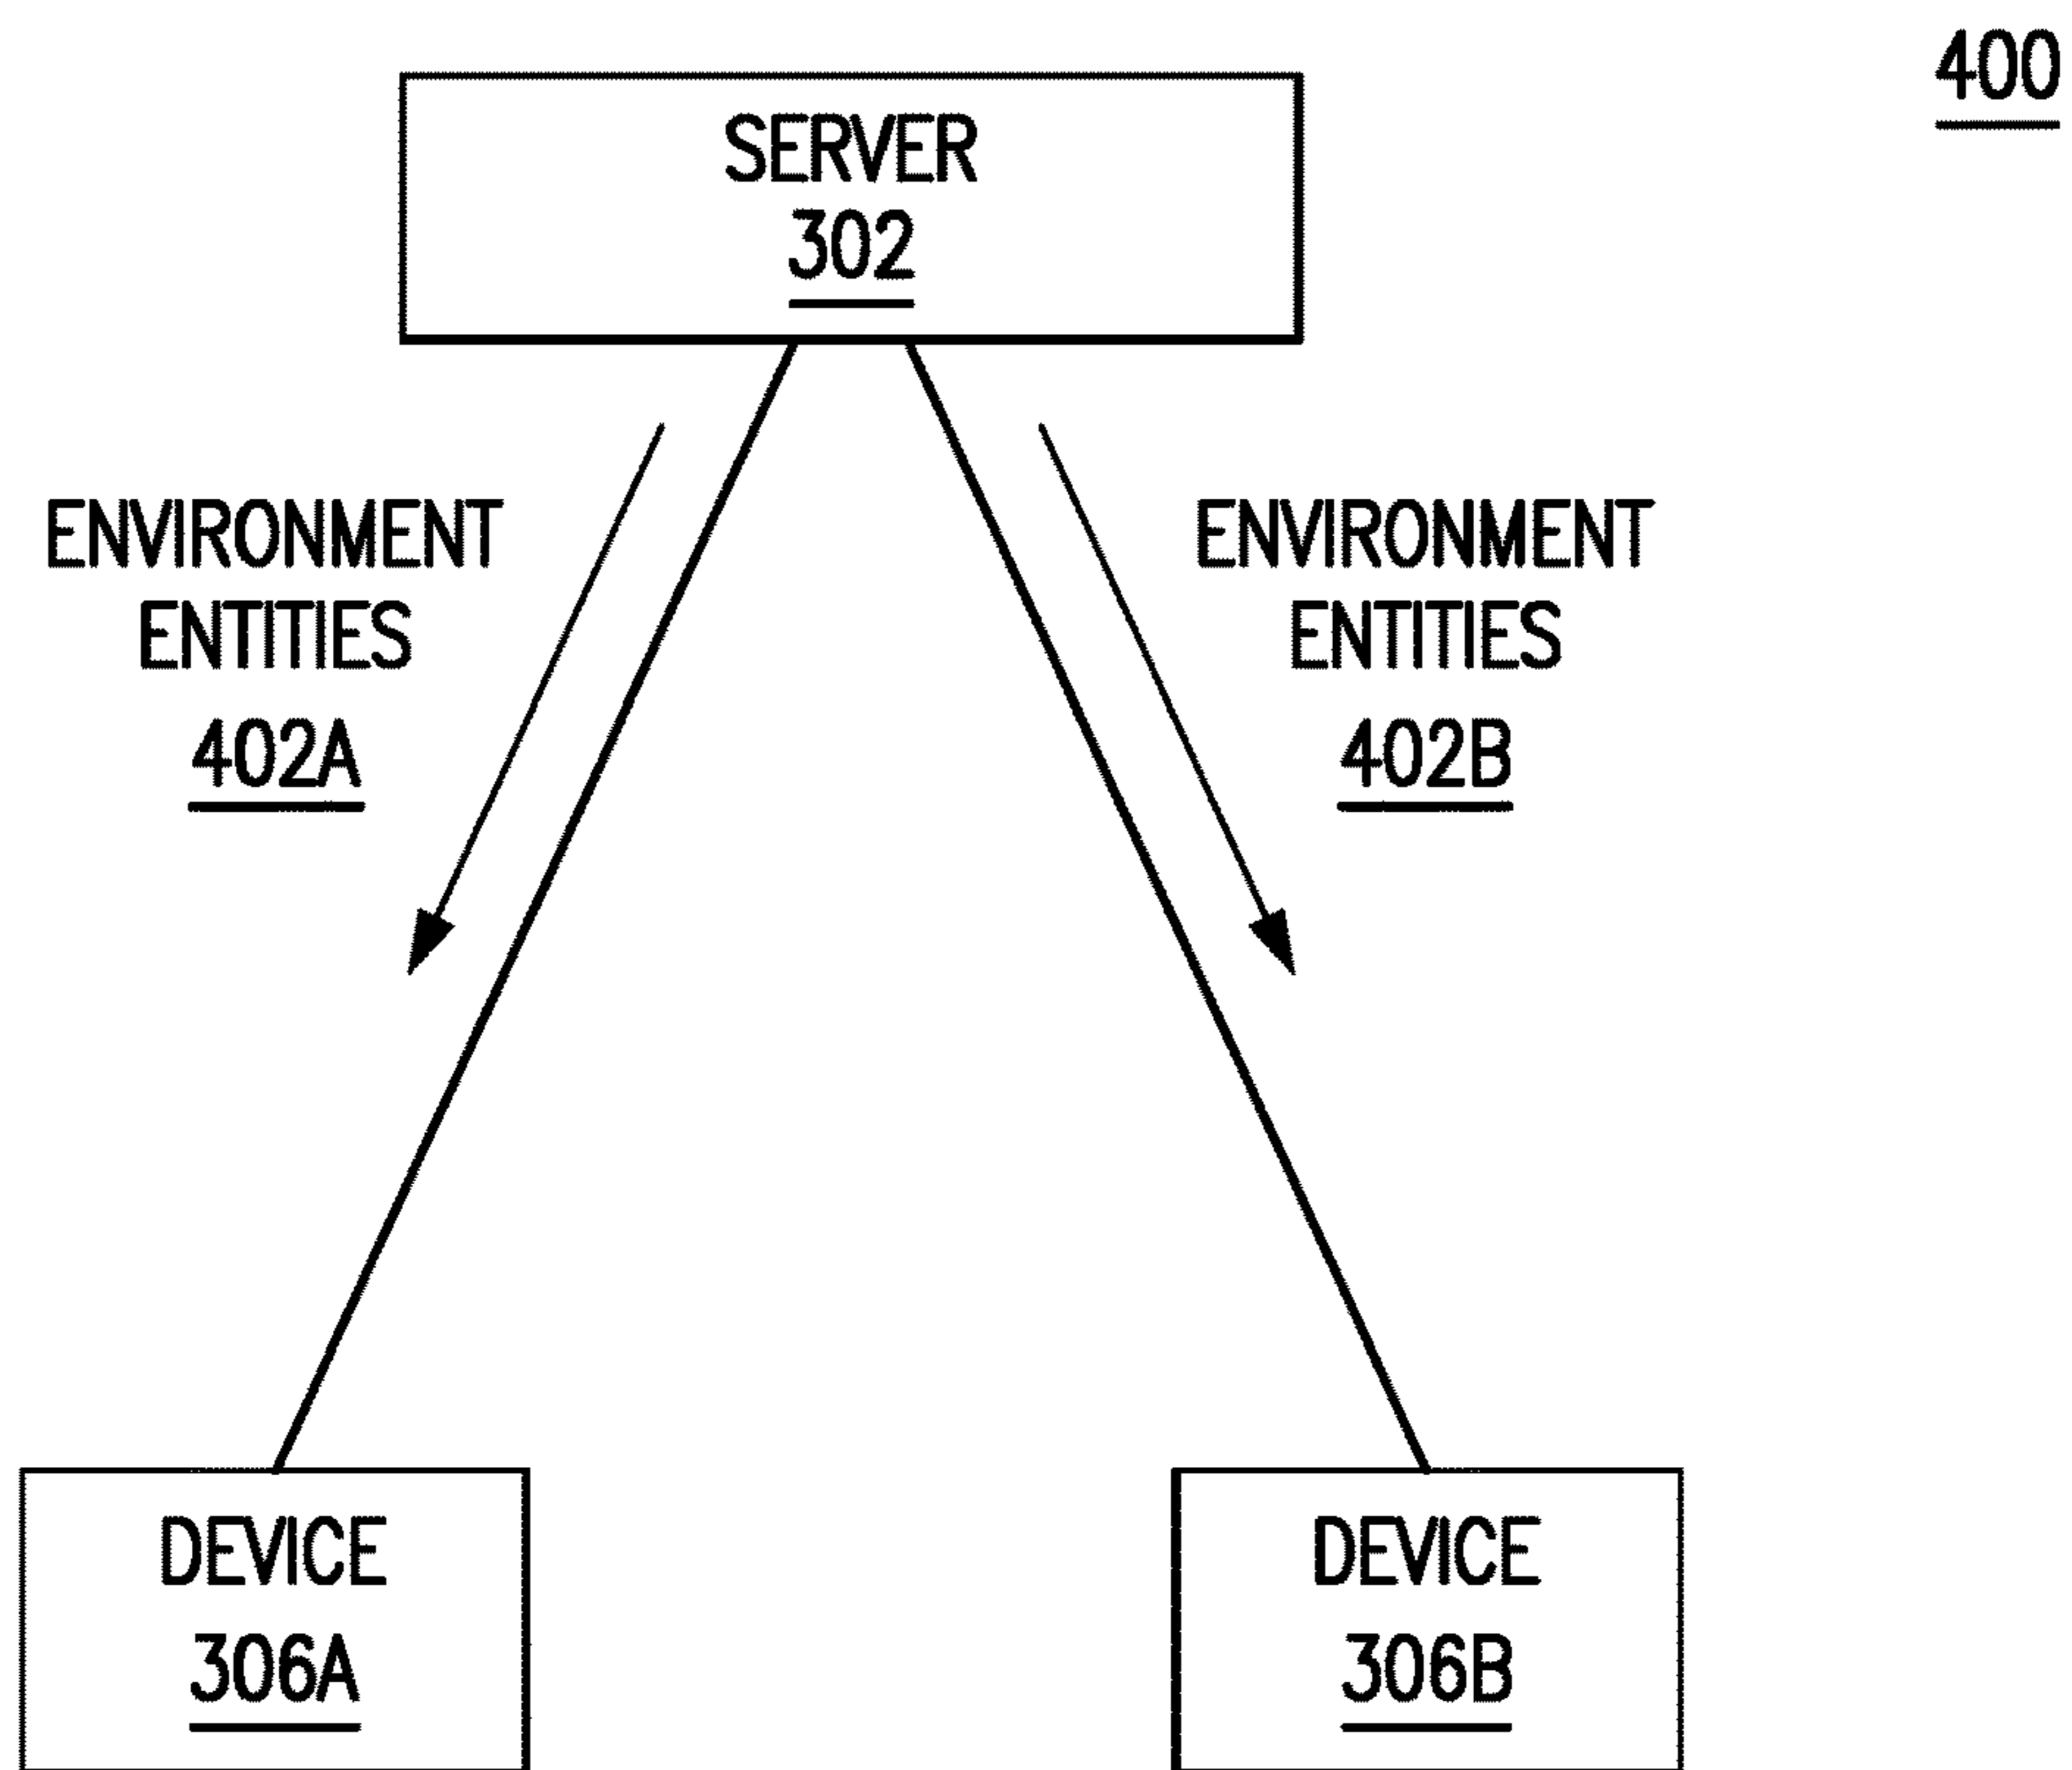 400
SERVER
302
ENVIRONMENT
ENTITIES
402A
ENVIRONMENT
ENTITIES
402B
DEVICE
306A
DEVICE
306B